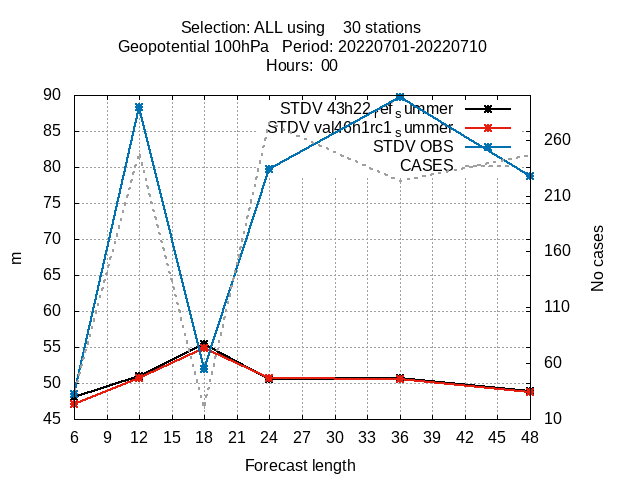 Selection: ALL using 30 stations
Geopotential 100hPa Period: 20220701-20220710
Hours: 00
90
85
80
75
70
65
60
55
50
45
m
STDV 43h22_ref_summer
STDV val46h1rc1_summer
STDV OBS
CASES
260
210
160
110
60
10
No cases
6 9 12 15 18 21 24 27 30 33 36 39 42 45 48
Forecast length